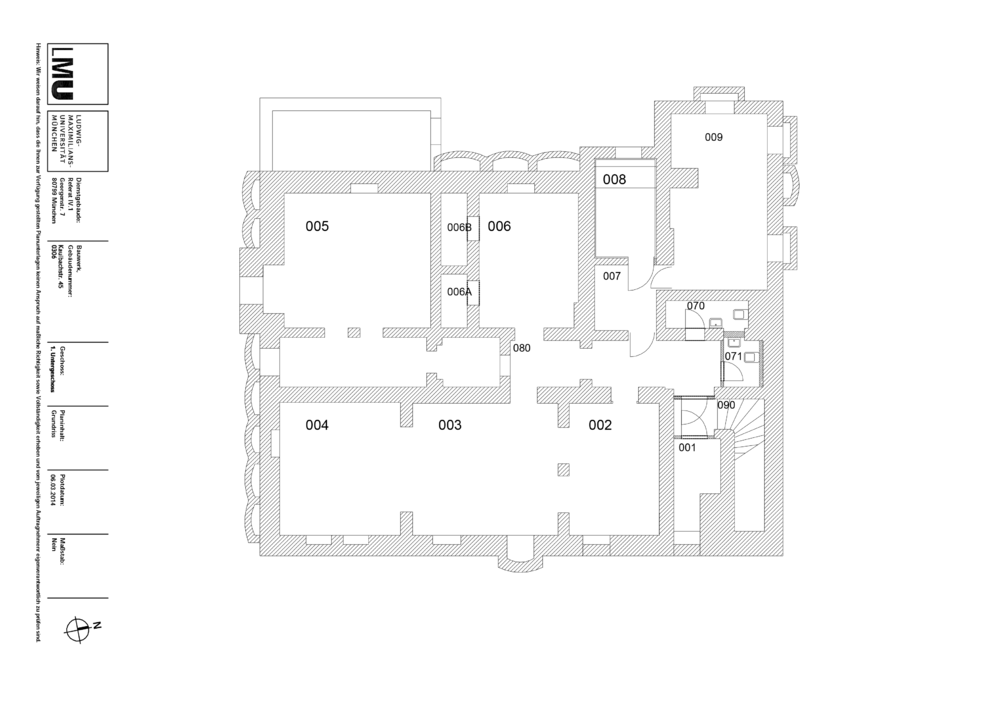 LMU
LUDWIG-
MAXIMILIANS-
UNIVERSITÄT
MÜNCHEN
Dienstgebäude:
Referat IV.1
Georgenstr. 7
80799 München
Bauwerk,
Gebäudenummer:
Kaulbachstr. 45
0306
Geschoss:
1. Untergeschoss
Planinhalt:
Grundriss
Plotdatum:
06.03.2014
Maßstab:
Nein
Hinweis: Wir weisen darauf hin, dass die Ihnen zur Verfügung gestellten Planunterlagen keinen Anspruch auf maßliche Richtigkeit sowie Vollständigkeit erheben und vom jeweiligen Auftragnehmer eigenverantwortlich zu prüfen sind.
N
009
008
005
006B
006
007
006A
070
080
071
090
004
003
002
001